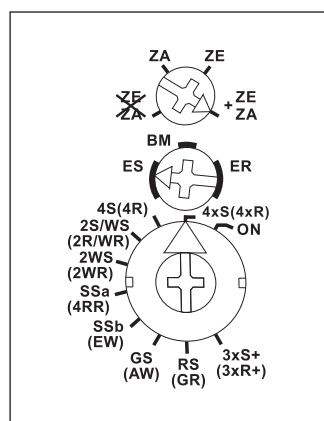 ZA ZE
ZE
ZA
+ ZE
ZA
BM
ES ER
4S(4R) 4xS(4xR)
2S/WS ON
(2R/WR)
2WS
(2WR)
SSa
(4RR)
SSb
(EW)
GS
(AW)
RS
(GR)
3xS+
(3xR+)